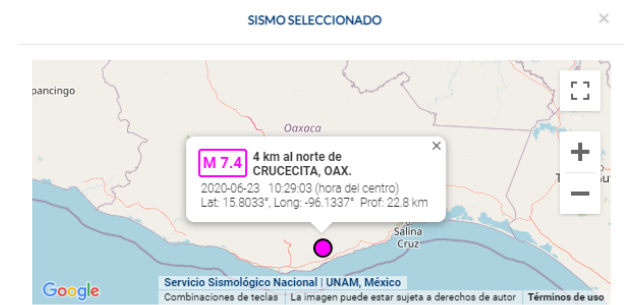 SISMO SELECCIONADO
×
pancingo
Oaxaca
M 7.4
4 km al norte de
CRUCECITA, OAX.
×
2020-06-23 10:29:03 (hora del centro)
Lat: 15.8033°, Long: -96.1337° Prof: 22.8 km
+
−
Salina
Cruz
Google
Servicio Sismológico Nacional | UNAM, México
Combinaciones de teclas
La imagen puede estar sujeta a derechos de autor
Términos de uso